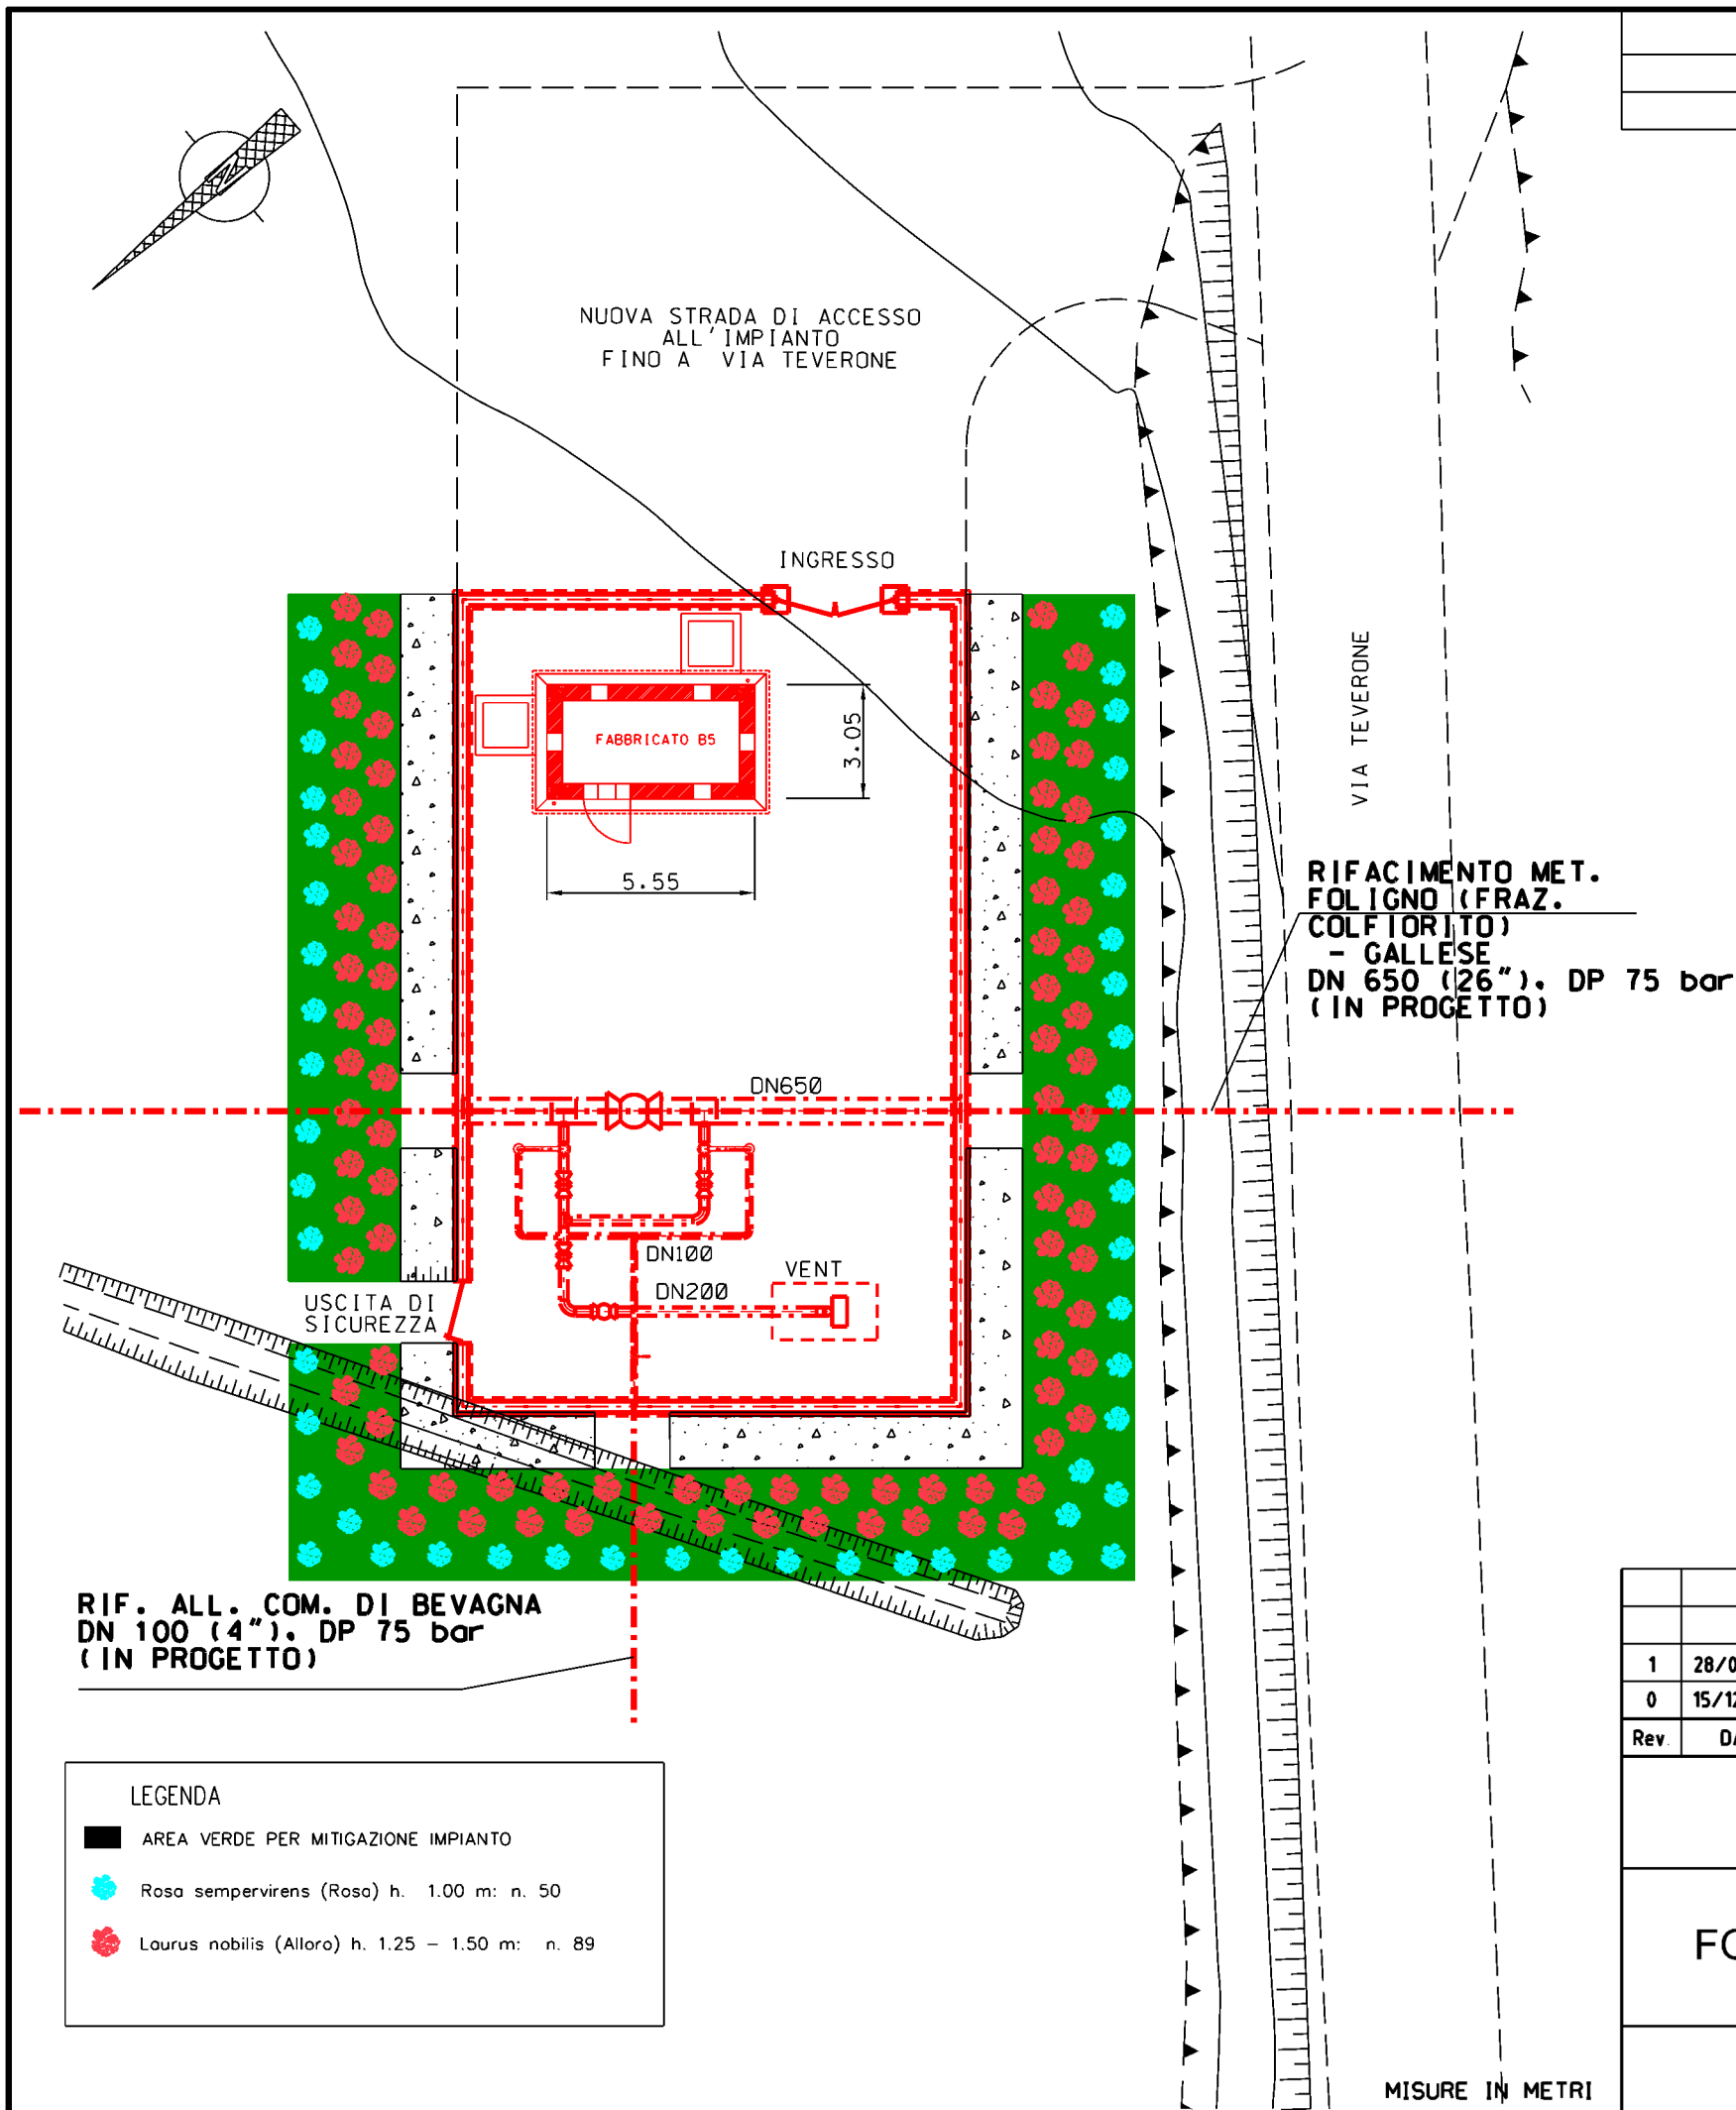 NUOVA STRADA DI ACCESSO
ALL'IMPIANTO
FINO A VIA TEVERONE
INGRESSO
VIA TEVERONE
FABBRICATO B5
3.05
5.55
RIFACIMENTO MET.
FOLIGNO (FRAZ.
COLFIORITO)
- GALLESE
DN 650 (26"). DP 75 bar
(IN PROGETTO)
DN650
DN100
DN200
VENT
USCITA DI
SICUREZZA
RIF. ALL. COM. DI BEVAGNA
DN 100 (4"). DP 75 bar
(IN PROGETTO)
1 28/0
0 15/12
Rev.
LEGENDA
AREA VERDE PER MITIGAZIONE IMPIANTO
Rosa sempervirens (Rosa) h. 1.00 m: n. 50
Laurus nobilis (Alloro) h. 1.25 - 1.50 m: n. 89
MISURE IN METRI